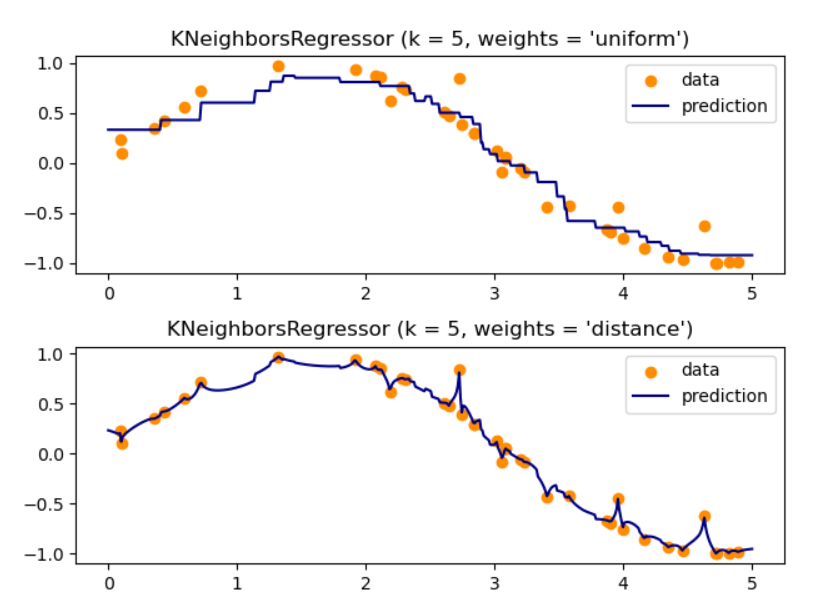 KNeighborsRegressor (k = 5, weights = 'uniform')
1.0
0.5
0.0
−0.5
−1.0
data
prediction
0 1 2 3 4 5
KNeighborsRegressor (k = 5, weights = 'distance')
1.0
0.5
0.0
−0.5
−1.0
data
prediction
0 1 2 3 4 5